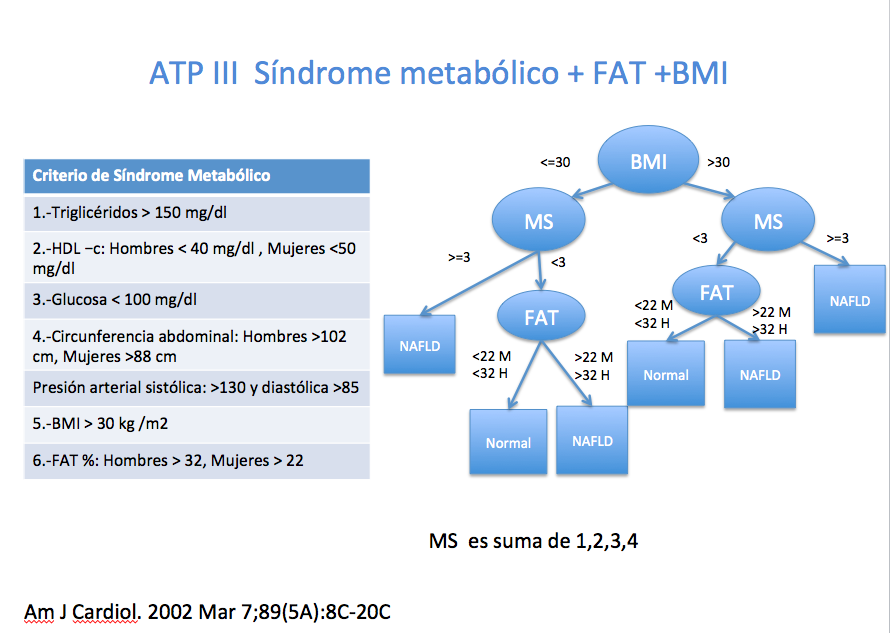 ATP III  Síndrome metabólico + FAT +BMI
Criterio de Síndrome Metabólico
1.-Triglicéridos > 150 mg/dl
2.-HDL –c: Hombres < 40 mg/dl , Mujeres <50
mg/dl
3.-Glucosa < 100 mg/dl
4.-Circunferencia abdominal: Hombres >102
cm, Mujeres >88 cm
Presión arterial sistólica: >130 y diastólica >85
5.-BMI > 30 kg /m2
6.-FAT %: Hombres > 32, Mujeres > 22
BMI
<=30
>30
MS
MS
>=3
<3
<3
>=3
NAFLD
FAT
FAT
NAFLD
<22 M
<32 H
>22 M
>32 H
<22 M
<32 H
>22 M
>32 H
Normal
NAFLD
Normal
NAFLD
MS  es suma de 1,2,3,4
Am J Cardiol. 2002 Mar 7;89(5A):8C-20C